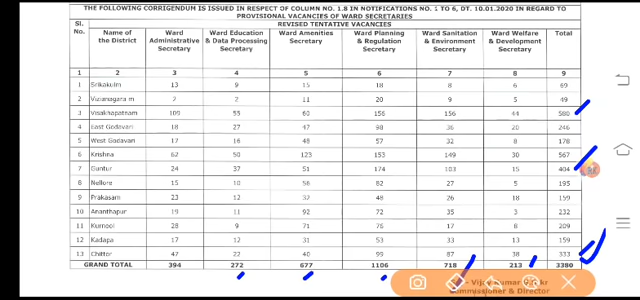 THE FOLLOWING CORRIGENDUM IS ISSUED IN RESPECT OF COLUMN NO. 1.8 IN NOTIFICATIONS NO. 1 TO 6, DT. 10.01.2020 IN REGARD TO
PROVISIONAL VACANCIES OF WARD SECRETARIES
REVISED TENTATIVE VACANCIES
Sl. No. Name of the District Ward Administrative Secretary Ward Education & Data Processing Secretary Ward Amenities Secretary Ward Planning & Regulation Secretary Ward Sanitation & Environment Secretary Ward Welfare & Development Secretary Total
1 2 3 4 5 6 7 8 9
1 Srikakulm 13 9 15 18 8 6 69
2 Vizianagara m 2 11 20 9 5 49
3 Visakhapatnam 109 55 60 156 156 44 580
4 East Godavari 18 27 47 98 36 20 246
5 West Godavari 17 16 48 57 32 8 178
6 Krishna 62 50 123 153 149 30 567
7 Guntur 24 37 51 174 103 15 404
8 Nellore 15 10 56 82 27 5 195
9 Prakasam 23 12 32 48 26 18 159
10 Ananthapur 19 11 92 72 35 3 232
11 Kurnool 28 9 71 76 17 8 209
12 Kadapa 17 12 31 53 33 13 159
13 Chittor 47 22 40 99 87 38 333
GRAND TOTAL 394 272 677 1106 718 213 3380
Vijay Kumar
Commissioner & Director